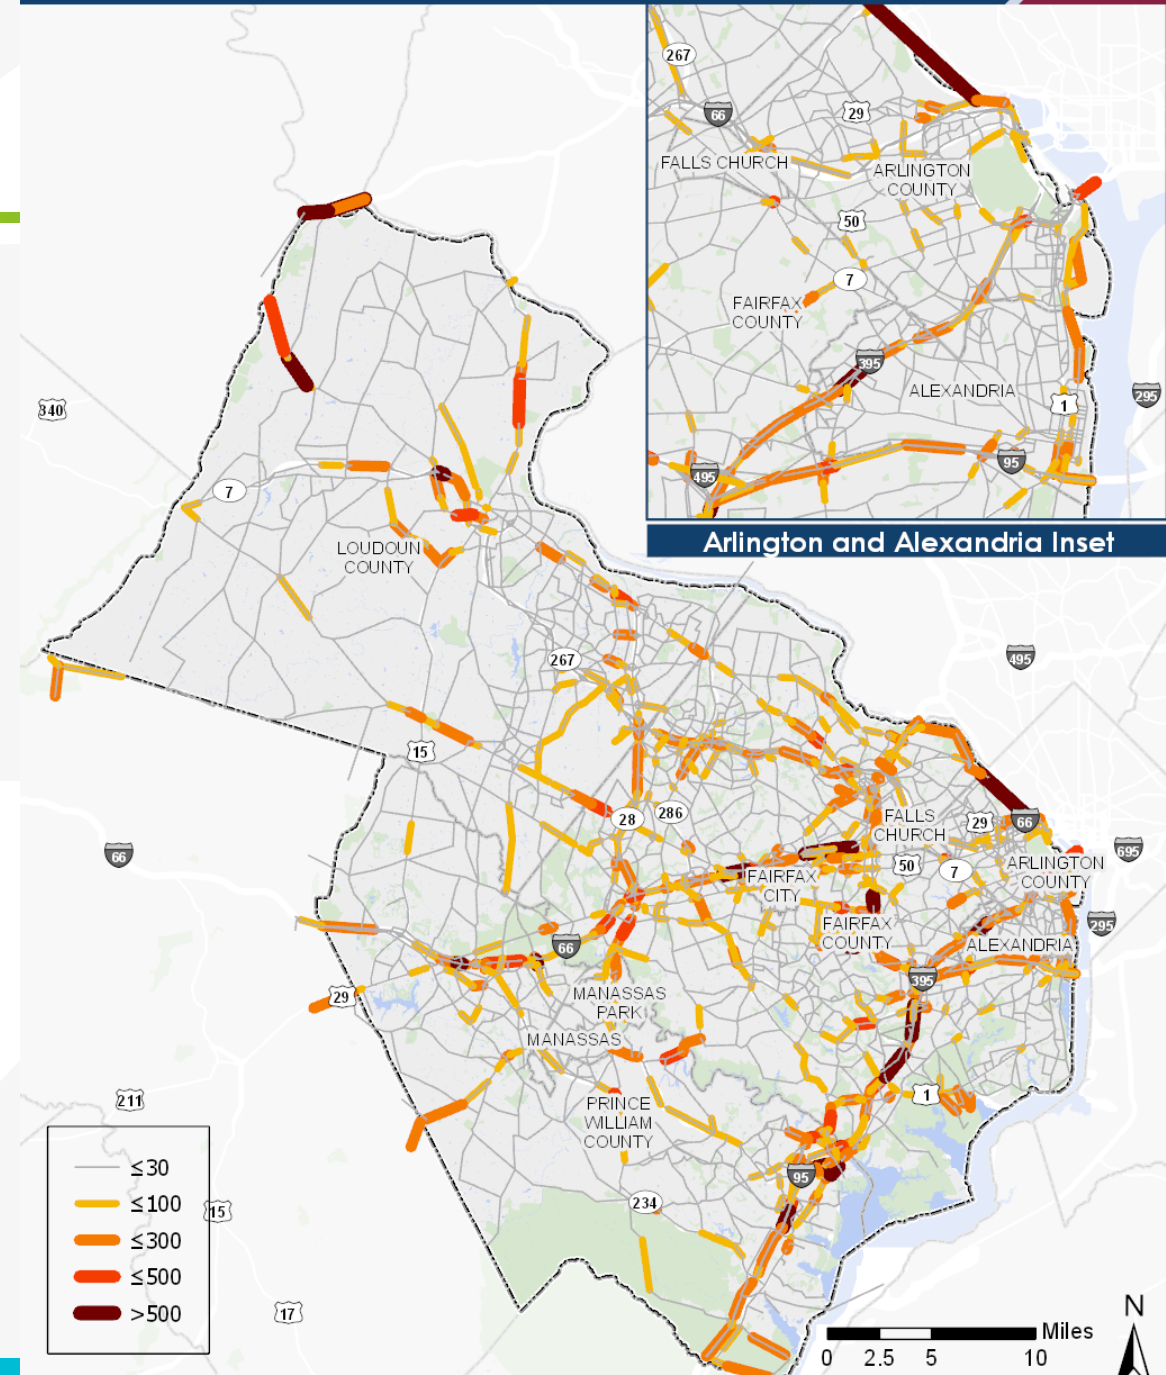 267
66
29
FALLS CHURCH
ARLINGTON
COUNTY
50
7
FAIRFAX
COUNTY
395
ALEXANDRIA
1
295
95
495
Arlington and Alexandria Inset
340
7
LOUDOUN
COUNTY
267
495
15
28
286
FALLS
CHURCH
29
66
695
66
50
7
ARLINGTON
COUNTY
FAIRFAX
CITY
FAIRFAX
COUNTY
295
66
ALEXANDRIA
395
29
MANASSAS
PARK
MANASSAS
211
1
PRINCE
WILLIAM
COUNTY
95
234
15
17
≤30
≤100
≤300
≤500
>500
N
Miles
0 2.5 5 10